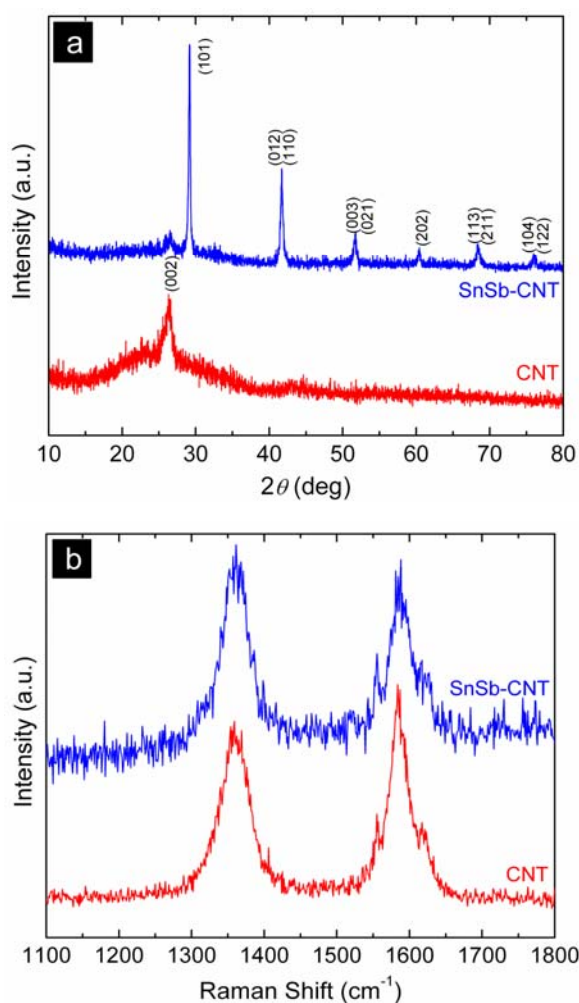 a
Intensity (a.u.)
(101)
(012)
(110)
(003)
(021)
(202)
(113)
(211)
(104)
(122)
SnSb-CNT
(002)
CNT
10 20 30 40 50 60 70 80
2θ (deg)
b
Intensity (a.u.)
SnSb-CNT
CNT
1100 1200 1300 1400 1500 1600 1700 1800
Raman Shift (cm⁻¹)